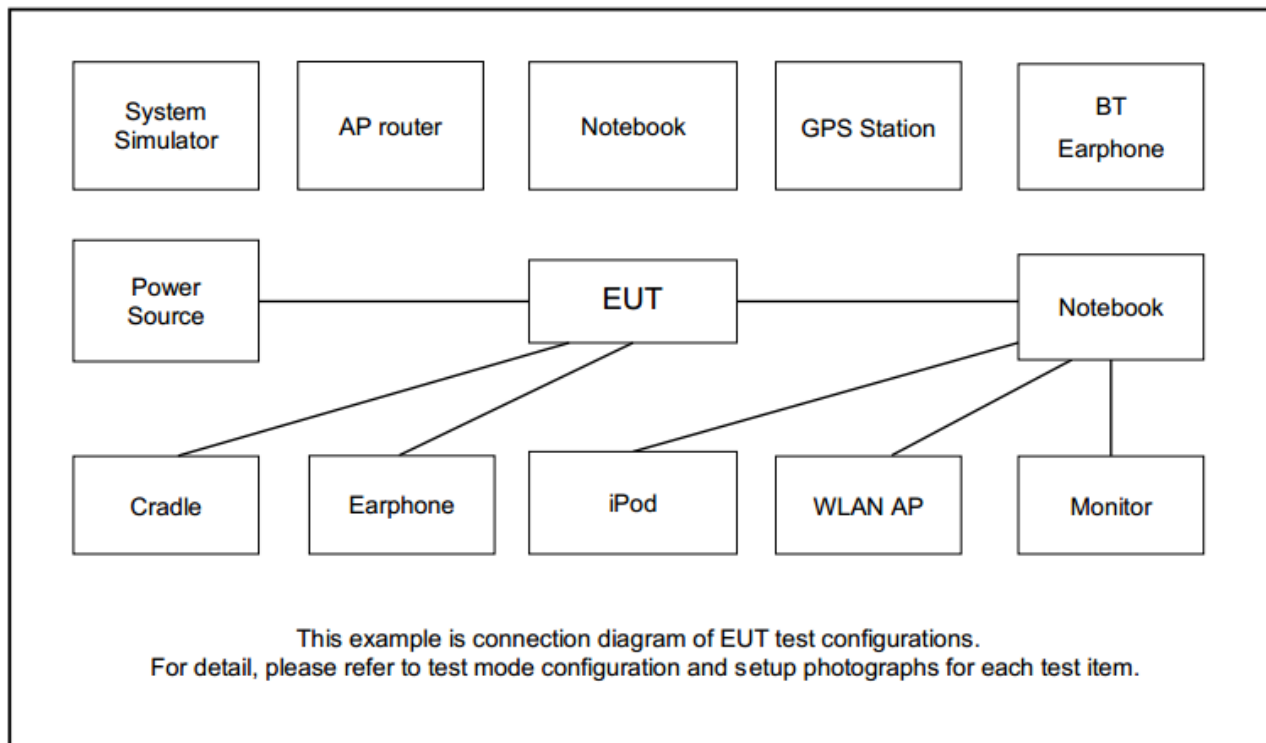 System
Simulator
AP router
Notebook
GPS Station
BT
Earphone
Power
Source
EUT
Notebook
Cradle
Earphone
iPod
WLAN AP
Monitor
This example is connection diagram of EUT test configurations.
For detail, please refer to test mode configuration and setup photographs for each test item.